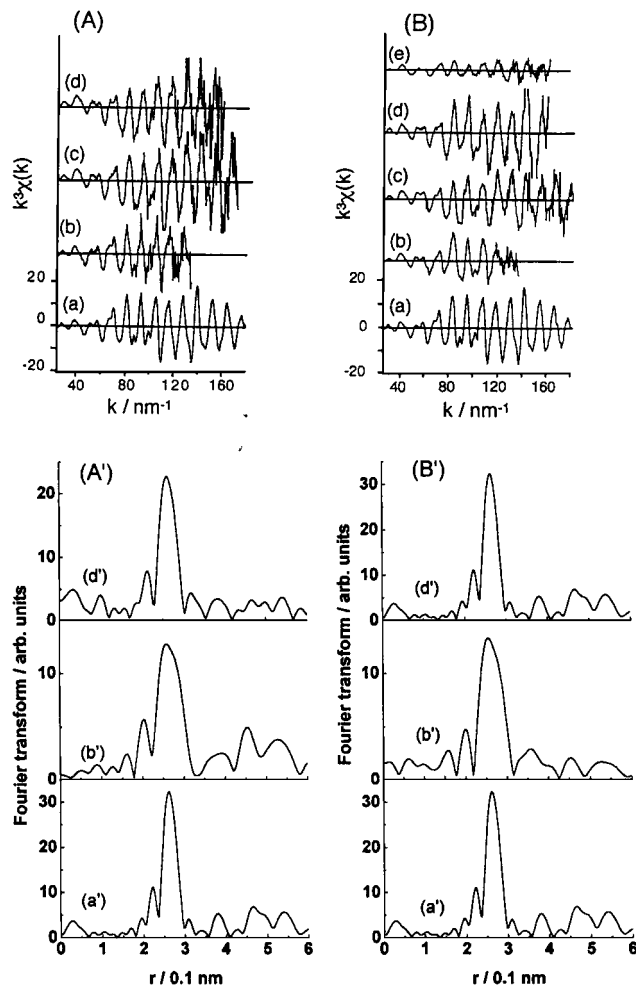 (A)
(d)
(c)
(b)
(a)
k³χ(k)
20
0
-20
40 80 120 160
k / nm⁻¹
(B)
(e)
(d)
(c)
(b)
(a)
k³χ(k)
20
0
-20
40 80 120 160
k / nm⁻¹
(A')
(d')
(b')
(a')
Fourier transform / arb. units
20
10
0
10
0
30
20
10
0
0 1 2 3 4 5 6
r / 0.1 nm
(B')
(d')
(b')
(a')
Fourier transform / arb. units
30
20
10
0
10
0
30
20
10
0
0 1 2 3 4 5 6
r / 0.1 nm